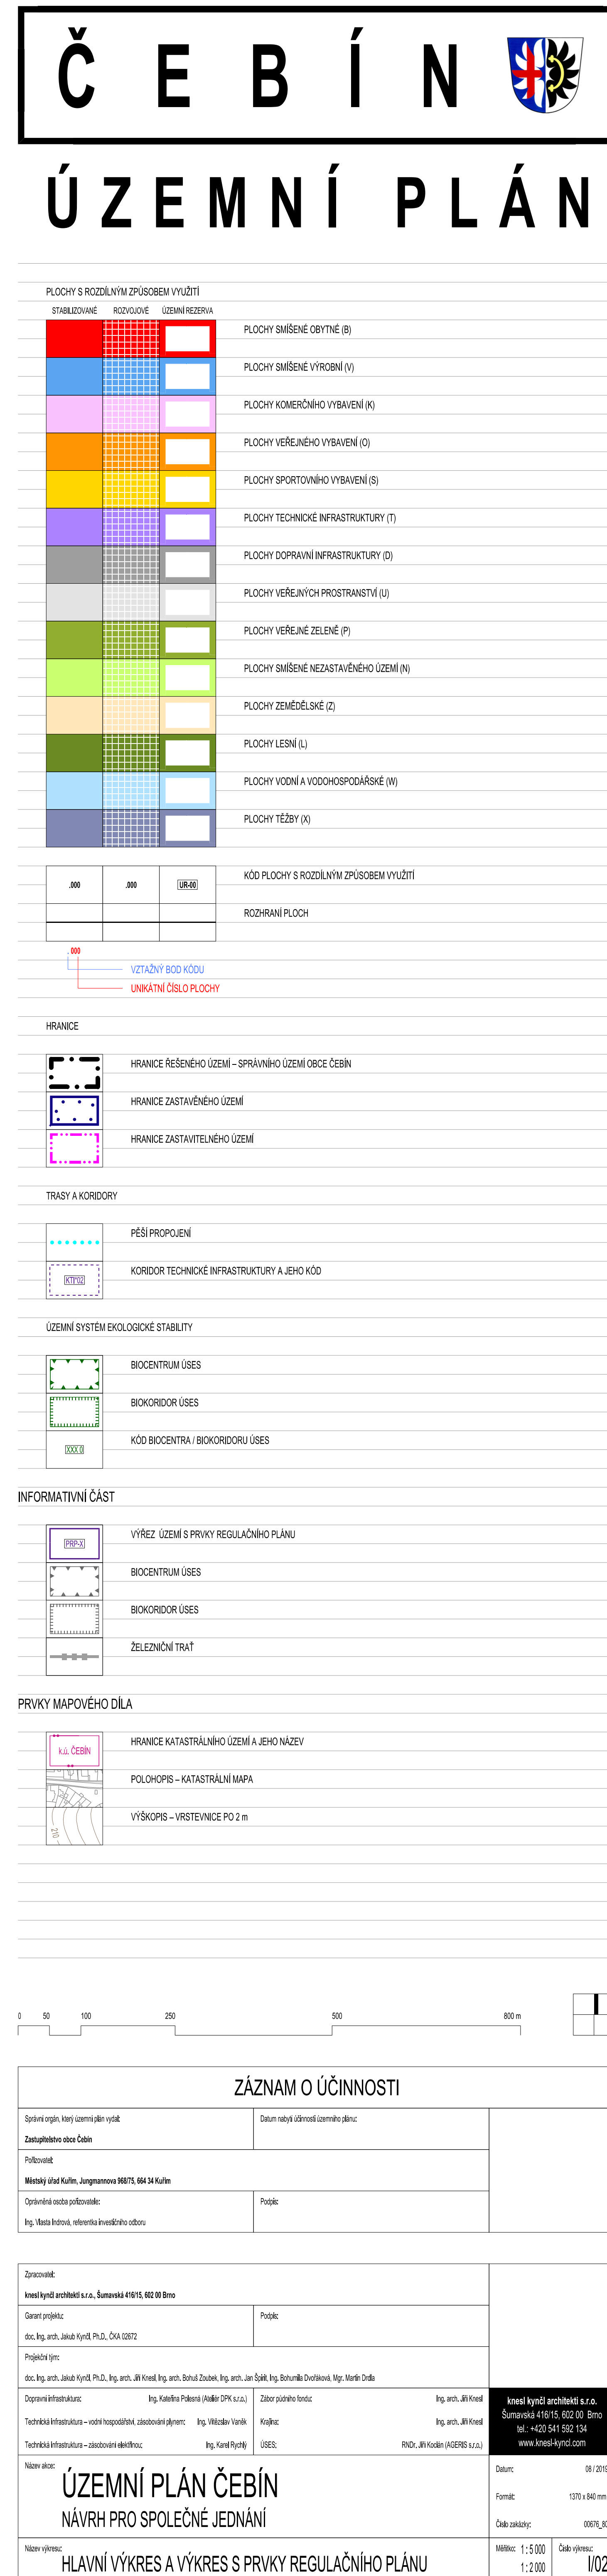 ČEBÍN
ÚZEMNÍ PLÁN
PLOCHY S ROZDÍLNÝM ZPŮSOBEM VYUŽITÍ
STABILIZOVANÉ ROZVOJOVÉ ÚZEMNÍ REZERVA
PLOCHY SMÍŠENÉ OBYTNÉ (B)
PLOCHY SMÍŠENÉ VÝROBNÍ (V)
PLOCHY KOMERČNÍHO VYBAVENÍ (K)
PLOCHY VEŘEJNÉHO VYBAVENÍ (O)
PLOCHY SPORTOVNÍHO VYBAVENÍ (S)
PLOCHY TECHNICKÉ INFRASTRUKTURY (T)
PLOCHY DOPRAVNÍ INFRASTRUKTURY (D)
PLOCHY VEŘEJNÝCH PROSTRANSTVÍ (U)
PLOCHY VEŘEJNÉ ZELENĚ (P)
PLOCHY SMÍŠENÉ NEZASTAVĚNÉHO ÚZEMÍ (N)
PLOCHY ZEMĚDĚLSKÉ (Z)
PLOCHY LESNÍ (L)
PLOCHY VODNÍ A VODOHOSPODÁŘSKÉ (W)
PLOCHY TĚŽBY (X)
.000 .000 UR-00 KÓD PLOCHY S ROZDÍLNÝM ZPŮSOBEM VYUŽITÍ
ROZHRANÍ PLOCH
.000
VZTAŽNÝ BOD KÓDU
UNIKÁTNÍ ČÍSLO PLOCHY
HRANICE
HRANICE ŘEŠENÉHO ÚZEMÍ – SPRÁVNÍHO ÚZEMÍ OBCE ČEBÍN
HRANICE ZASTAVĚNÉHO ÚZEMÍ
HRANICE ZASTAVITELNÉHO ÚZEMÍ
TRASY A KORIDORY
PĚŠÍ PROPOJENÍ
KTI*02 KORIDOR TECHNICKÉ INFRASTRUKTURY A JEHO KÓD
ÚZEMNÍ SYSTÉM EKOLOGICKÉ STABILITY
BIOCENTRUM ÚSES
BIOKORIDOR ÚSES
XXX 0 KÓD BIOCENTRA / BIOKORIDORU ÚSES
INFORMATIVNÍ ČÁST
PRP-X VÝŘEZ ÚZEMÍ S PRVKY REGULAČNÍHO PLÁNU
BIOCENTRUM ÚSES
BIOKORIDOR ÚSES
ŽELEZNIČNÍ TRAŤ
PRVKY MAPOVÉHO DÍLA
k.ú. ČEBÍN HRANICE KATASTRÁLNÍHO ÚZEMÍ A JEHO NÁZEV
POLOHOPIS – KATASTRÁLNÍ MAPA
210 VÝŠKOPIS – VRSTEVNICE PO 2 m
0 50 100 250 500 800 m
ZÁZNAM O ÚČINNOSTI
Správní orgán, který územní plán vydal: Datum nabytí účinnosti územního plánu:
Zastupitelstvo obce Čebín
Pořizovatel:
Městský úřad Kuřim, Jungmannova 968/75, 664 34 Kuřim
Oprávněná osoba pořizovatele: Podpis:
Ing. Vlasta Indrová, referentka investičního odboru
Zpracovatel:
knesl kynčl architekti s.r.o., Šumavská 416/15, 602 00 Brno
Garant projektu: Podpis:
doc. Ing. arch. Jakub Kynčl, Ph.D., ČKA 02672
Projekční tým:
doc. Ing. arch. Jakub Kynčl, Ph.D., Ing. arch. Jiří Knesl, Ing. arch. Bohuš Zoubek, Ing. arch. Jan Špirit, Ing. Bohumila Dvořáková, Mgr. Martin Drdla
Dopravní infrastruktura: Ing. Kateřina Polesná (Ateliér DPK s.r.o.) Zábor půdního fondu: Ing. arch. Jiří Knesl
Technická infrastruktura – vodní hospodářství, zásobování plynem: Ing. Vítězslav Vaněk Krajina: Ing. arch. Jiří Knesl
Technická infrastruktura – zásobování elektřinou: Ing. Karel Rychlý ÚSES: RNDr. Jiří Kocián (AGERIS s.r.o.)
knesl kynčl architekti s.r.o.
Šumavská 416/15, 602 00 Brno
tel.: +420 541 592 134
www.knesl-kyncl.com
Název akce:
ÚZEMNÍ PLÁN ČEBÍN
NÁVRH PRO SPOLEČNÉ JEDNÁNÍ
Datum: 08 / 2019
Formát: 1370 x 840 mm
Číslo zakázky: 00676_80
Název výkresu:
HLAVNÍ VÝKRES A VÝKRES S PRVKY REGULAČNÍHO PLÁNU
Měřítko: 1 : 5 000
1 : 2 000
Číslo výkresu:
I/02